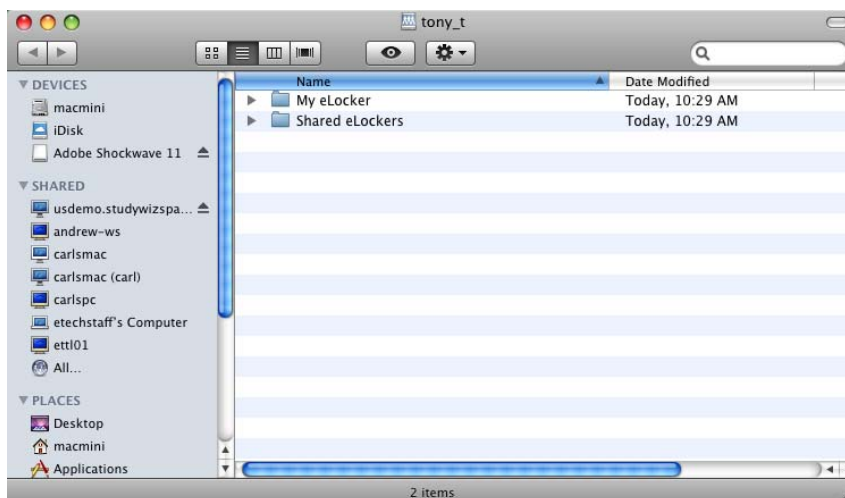 tony_t
Name Date Modified
My eLocker Today, 10:29 AM
Shared eLockers Today, 10:29 AM
DEVICES
macmini
iDisk
Adobe Shockwave 11
SHARED
usdemo.studywizspa...
andrew-ws
carlsmac
carlsmac (carl)
carlspc
etechstaff's Computer
ettl01
All...
PLACES
Desktop
macmini
Applications
2 items